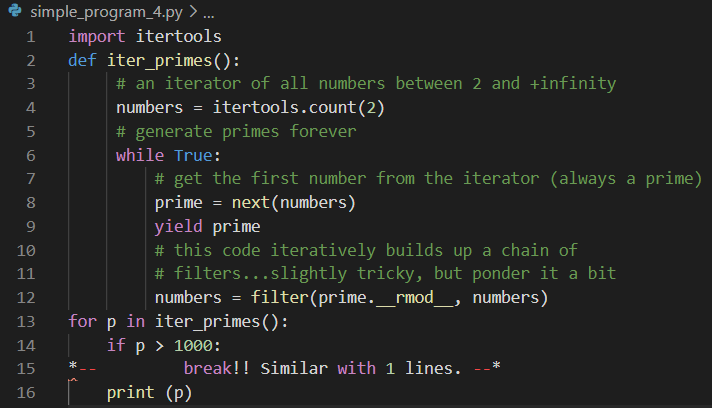 simple_program_4.py > ...
1 import itertools
2 def iter_primes():
3 # an iterator of all numbers between 2 and +infinity
4 numbers = itertools.count(2)
5 # generate primes forever
6 while True:
7 # get the first number from the iterator (always a prime)
8 prime = next(numbers)
9 yield prime
10 # this code iteratively builds up a chain of
11 # filters...slightly tricky, but ponder it a bit
12 numbers = filter(prime.__rmod__, numbers)
13 for p in iter_primes():
14 if p > 1000:
15 *-- break!! Similar with 1 lines. --*
16 print (p)